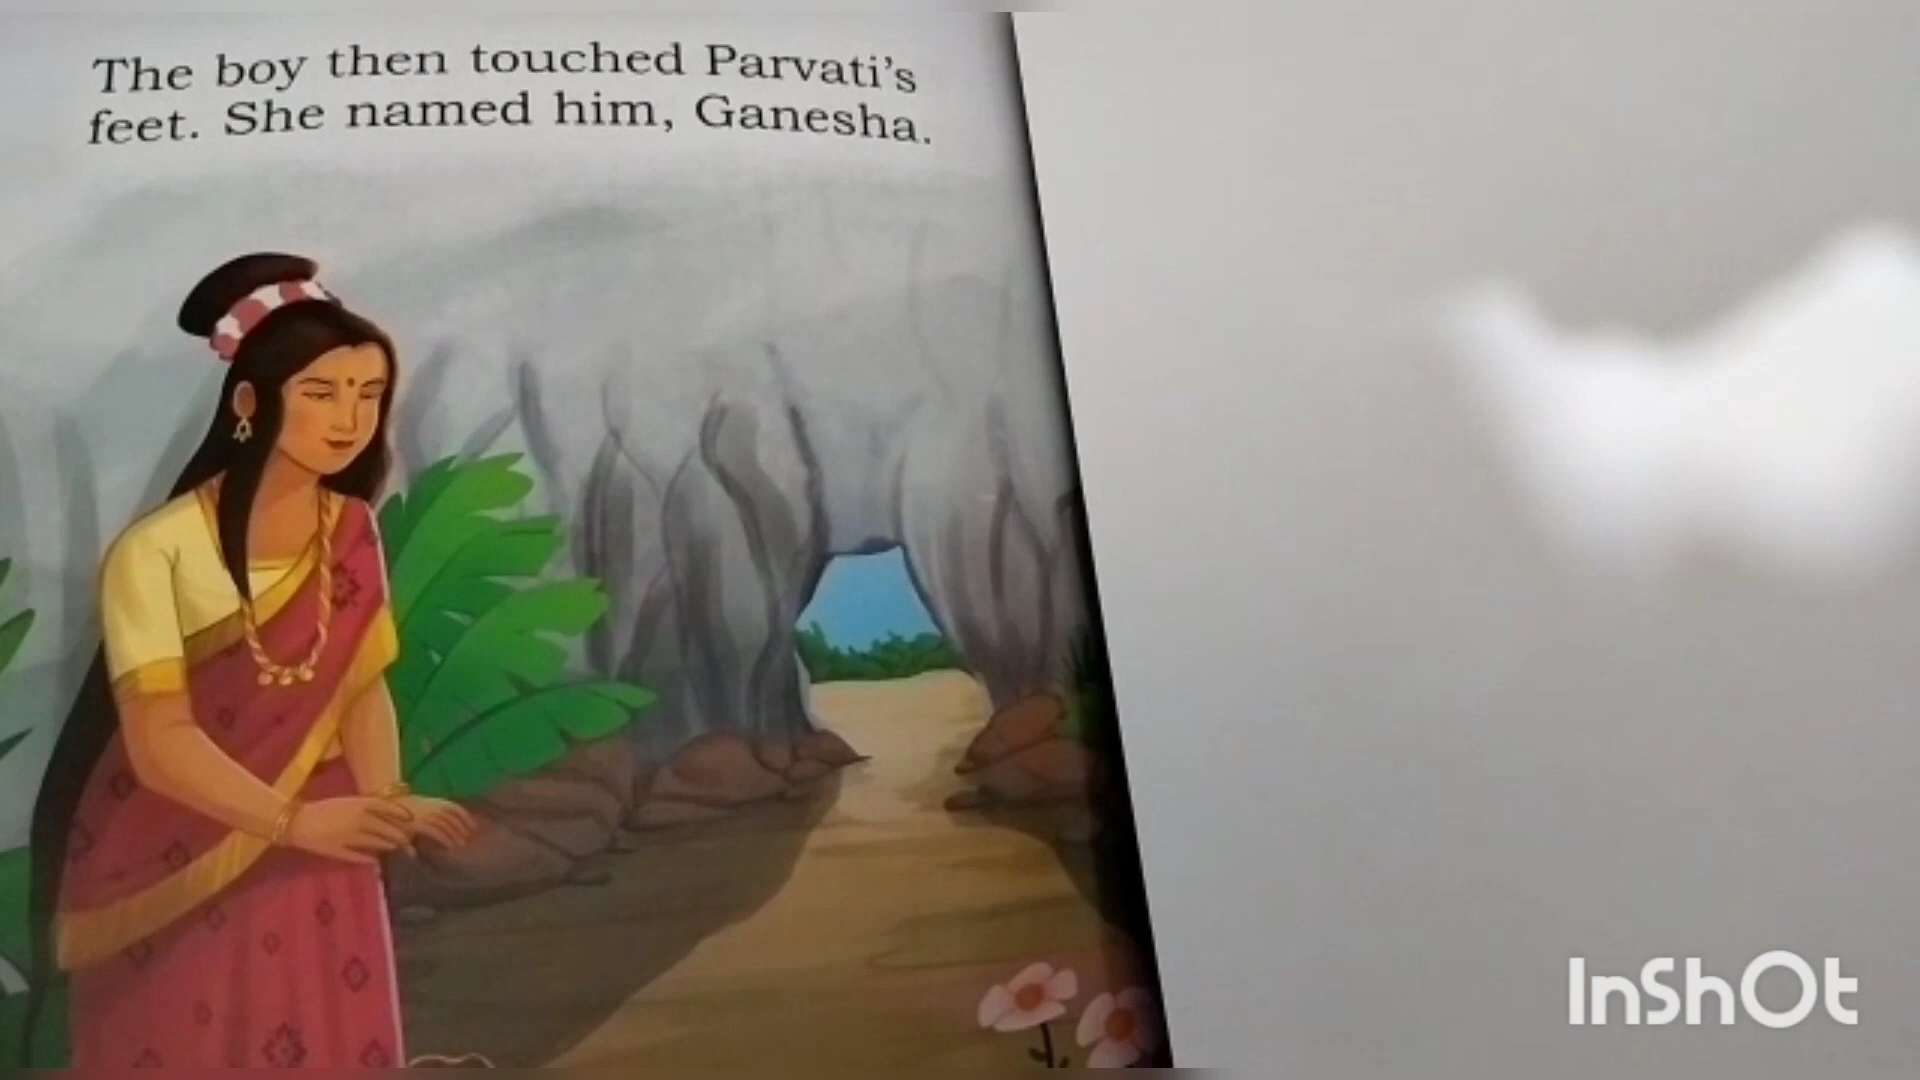 The boy then touched Parvati's
feet. She named him, Ganesha.
InShOt